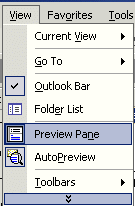 View Favorites Tools
Current View
Go To
Outlook Bar
Folder List
Preview Pane
AutoPreview
Toolbars